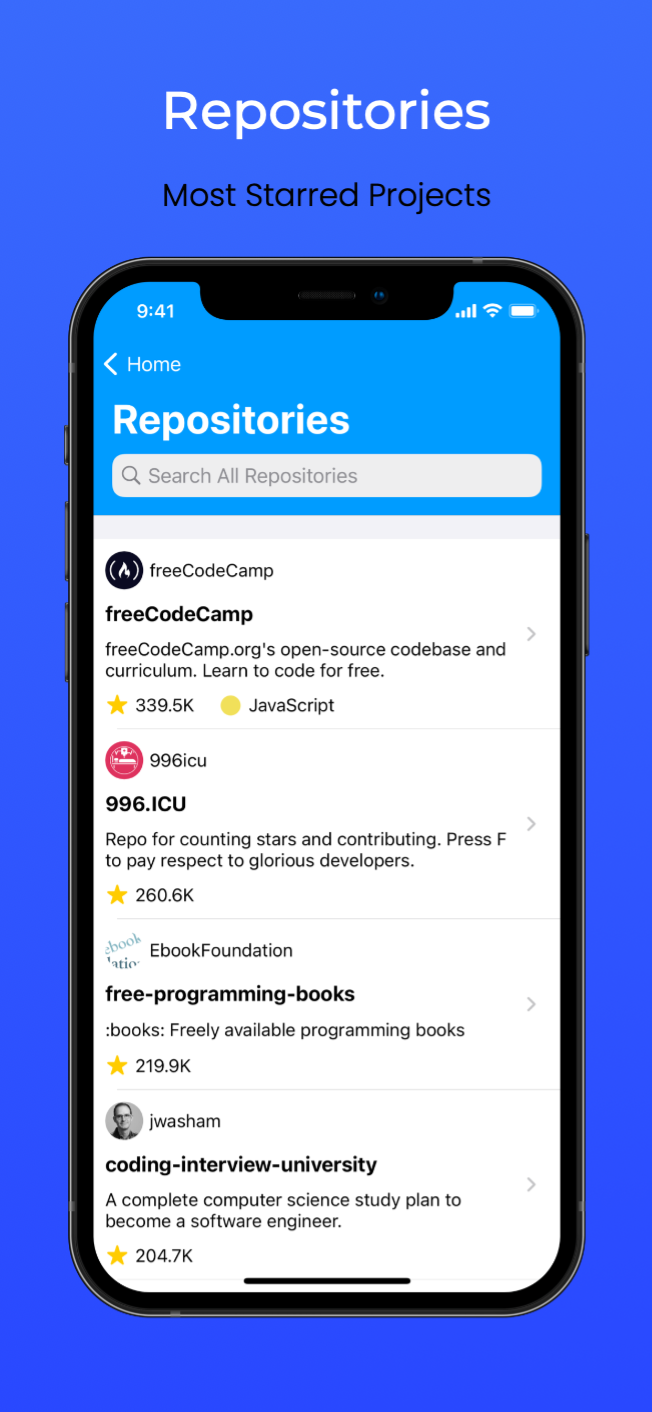 Repositories
Most Starred Projects
9:41
Home
Repositories
Search All Repositories
freeCodeCamp
freeCodeCamp
freeCodeCamp.org's open-source codebase and
curriculum. Learn to code for free.
339.5K JavaScript
996icu
996.ICU
Repo for counting stars and contributing. Press F
to pay respect to glorious developers.
260.6K
EbookFoundation
free-programming-books
:books: Freely available programming books
219.9K
jwasham
coding-interview-university
A complete computer science study plan to
become a software engineer.
204.7K